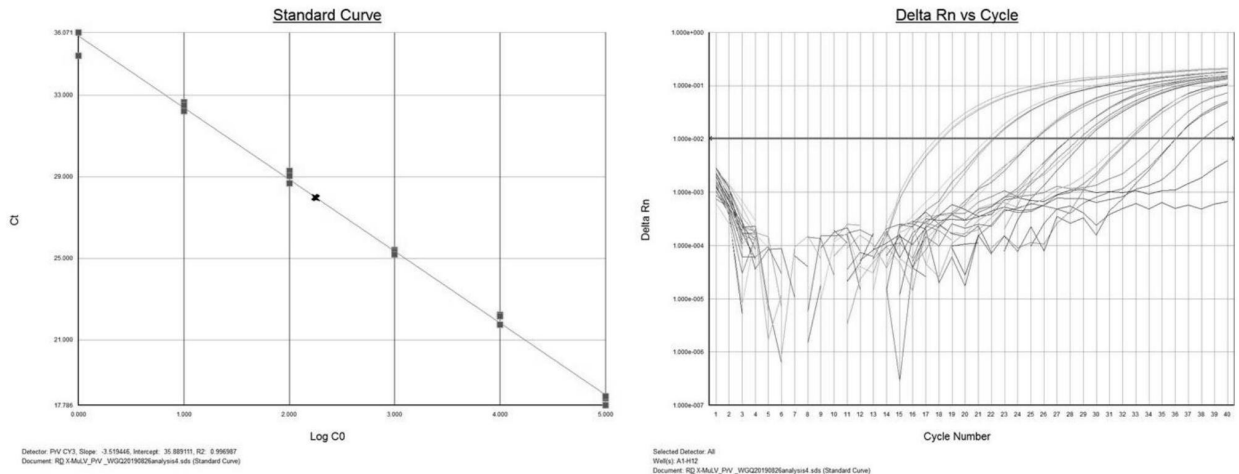 Standard Curve
36.071
33.000
29.000
25.000
21.000
17.785
Ct
0.000 1.000 2.000 3.000 4.000 5.000
Log C0
Detector: PrV CY3, Slope: -3.519446, Intercept: 35.889111, R2: 0.996987
Document: RD X-MuLV_PrV _WGQ20190826analysis4.sds (Standard Curve)
Delta Rn vs Cycle
1.000e+000
1.000e-001
1.000e-002
1.000e-003
1.000e-004
1.000e-005
1.000e-006
1.000e-007
Delta Rn
1 2 3 4 5 6 7 8 9 10 11 12 13 14 15 16 17 18 19 20 21 22 23 24 25 26 27 28 29 30 31 32 33 34 35 36 37 38 39 40
Cycle Number
Selected Detector: All
Well(s): A1-H12
Document: RD X-MuLV_PrV _WGQ20190826analysis4.sds (Standard Curve)